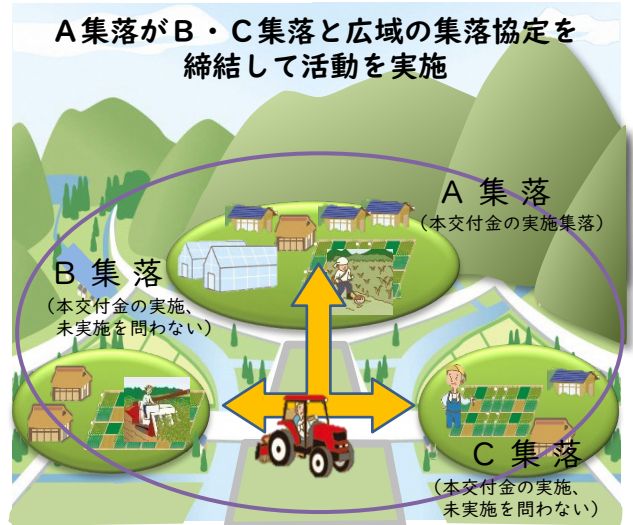 A集落がB・C集落と広域の集落協定を
締結して活動を実施
A 集 落
(本交付金の実施集落)
B 集 落
(本交付金の実施、
未実施を問わない)
C 集 落
(本交付金の実施、
未実施を問わない)